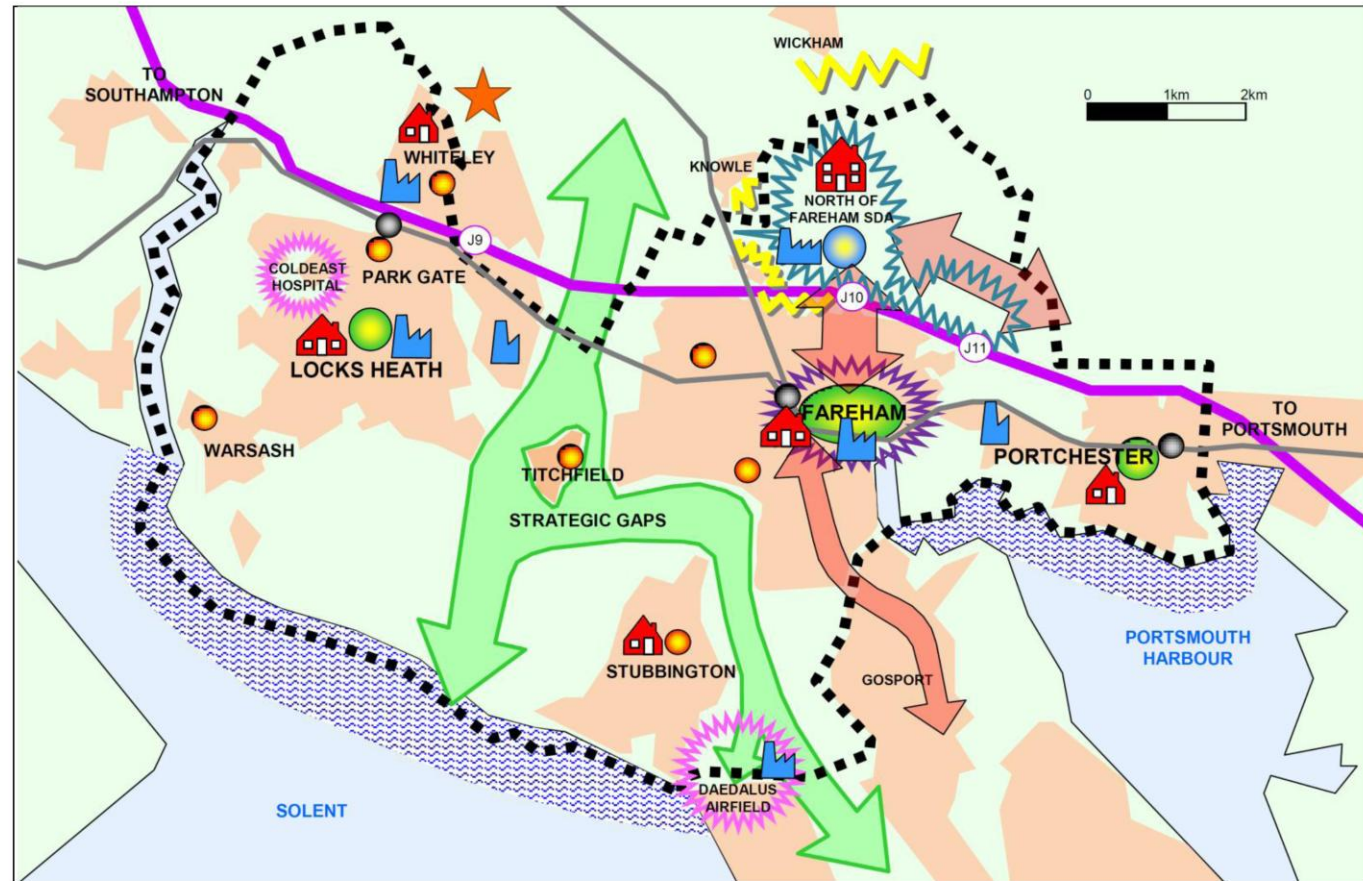 WICKHAM
TO
SOUTHAMPTON
0 1km 2km
WHITELEY
KNOWLE
NORTH OF
FAREHAM SDA
J9
COLDEAST
HOSPITAL
PARK GATE
J10
LOCKS HEATH
J11
FAREHAM
TO
PORTSMOUTH
WARSASH
PORTCHESTER
TITCHFIELD
STRATEGIC GAPS
PORTSMOUTH
HARBOUR
STUBBINGTON
GOSPORT
DAEDALUS
AIRFIELD
SOLENT